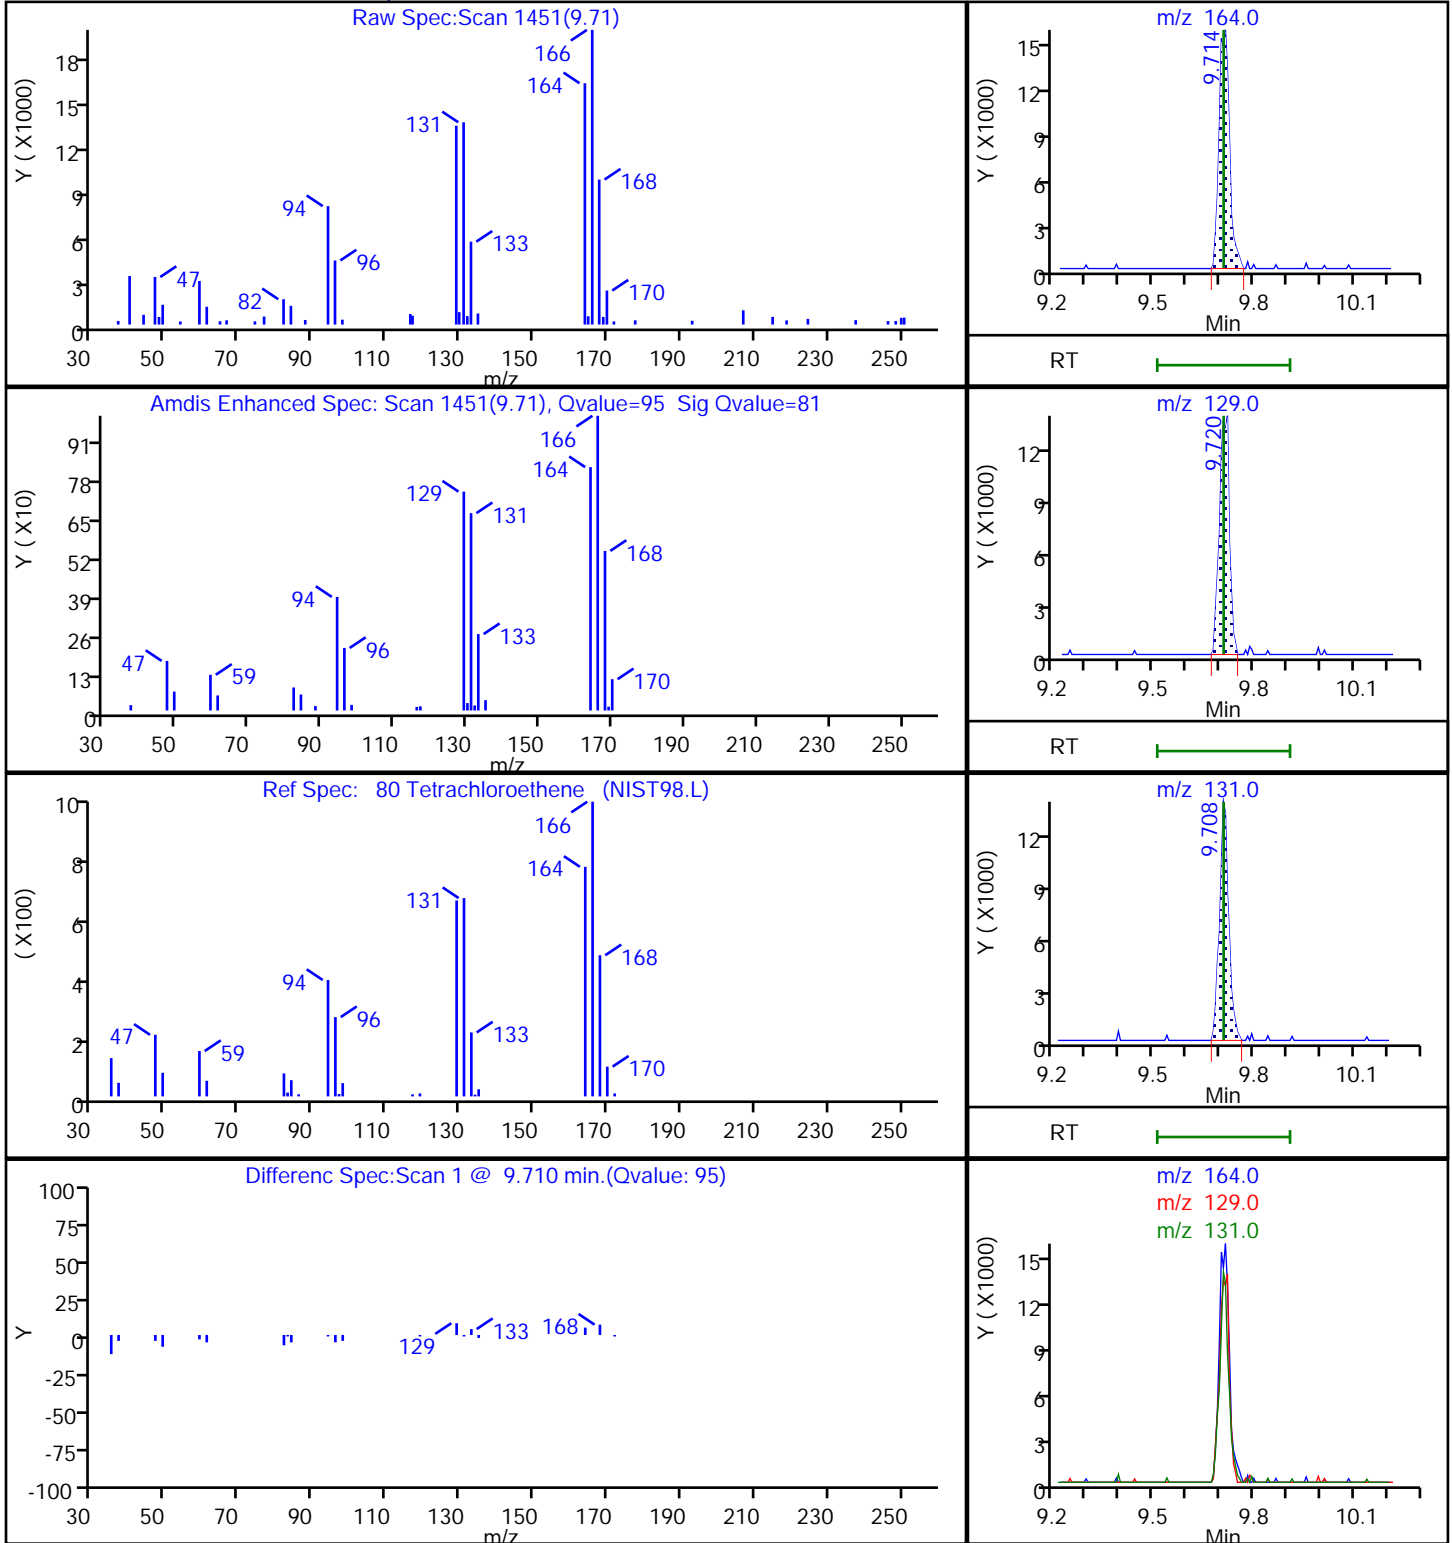 Raw Spec:Scan 1451(9.71)
Y ( X1000)
18
15
12
9
6
3
0
166
164
131
168
94
133
96
47
82
170
30 50 70 90 110 130 150 170 190 210 230 250
m/z
m/z 164.0
Y ( X1000)
15
12
9
6
3
0
9.714
9.2 9.5 9.8 10.1
Min
RT
Amdis Enhanced Spec: Scan 1451(9.71), Qvalue=95 Sig Qvalue=81
Y ( X10)
91
78
65
52
39
26
13
0
166
164
129
131
168
94
133
96
47
59
170
30 50 70 90 110 130 150 170 190 210 230 250
m/z
m/z 129.0
Y ( X1000)
12
9
6
3
0
9.720
9.2 9.5 9.8 10.1
Min
RT
Ref Spec: 80 Tetrachloroethene (NIST98.L)
( X100)
10
8
6
4
2
0
166
164
131
168
94
96
133
47
59
170
30 50 70 90 110 130 150 170 190 210 230 250
m/z 131.0
Y ( X1000)
12
9
6
3
0
9.708
9.2 9.5 9.8 10.1
Min
RT
Differenc Spec:Scan 1 @ 9.710 min.(Qvalue: 95)
Y
100
75
50
25
0
-25
-50
-75
-100
129
133
168
30 50 70 90 110 130 150 170 190 210 230 250
m/z
m/z 164.0
m/z 129.0
m/z 131.0
Y ( X1000)
15
12
9
6
3
0
9.2 9.5 9.8 10.1
Min